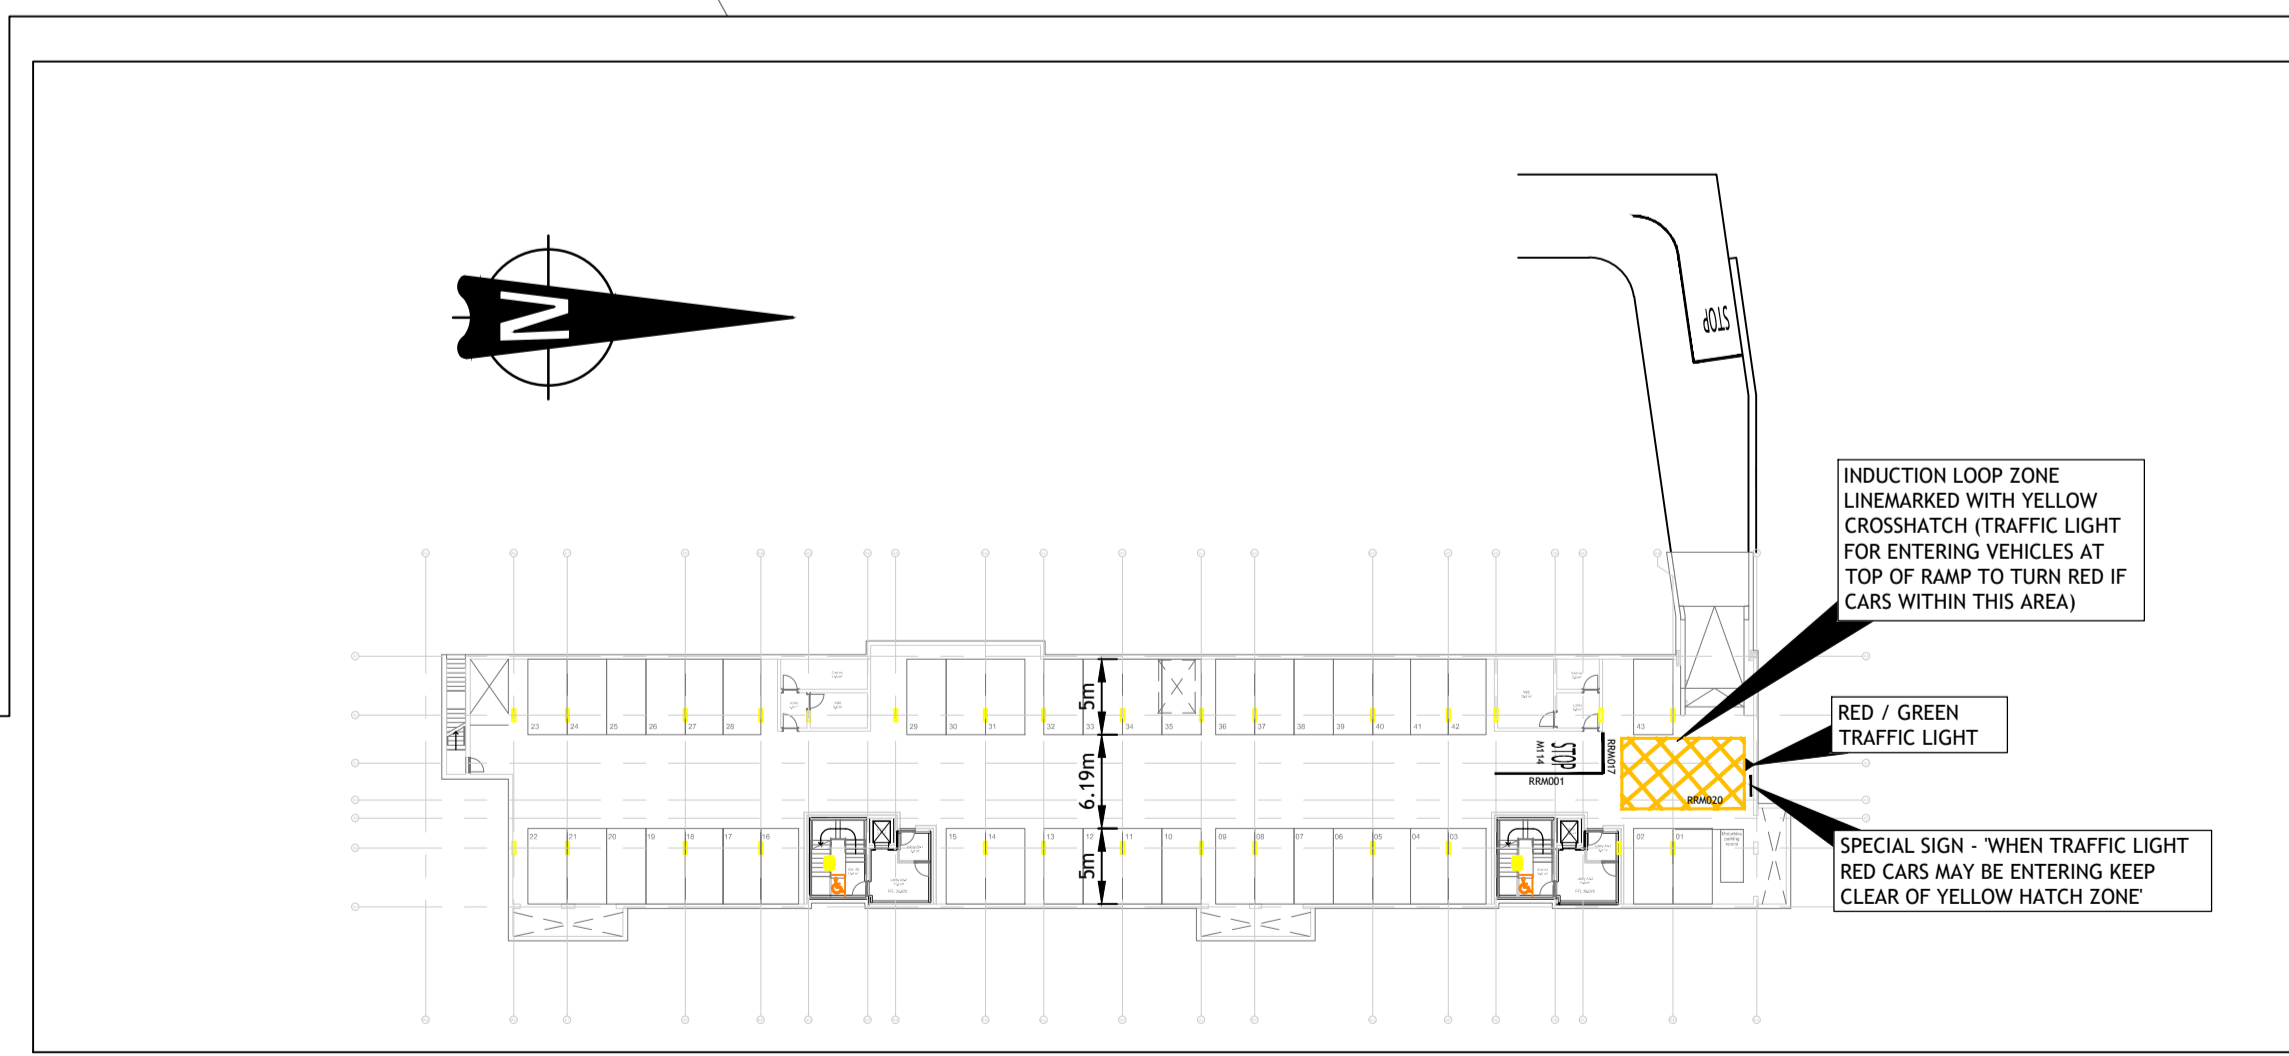 N
STOP
INDUCTION LOOP ZONE
LINEMARKED WITH YELLOW
CROSSHATCH (TRAFFIC LIGHT
FOR ENTERING VEHICLES AT
TOP OF RAMP TO TURN RED IF
CARS WITHIN THIS AREA)
RED / GREEN
TRAFFIC LIGHT
SPECIAL SIGN - 'WHEN TRAFFIC LIGHT
RED CARS MAY BE ENTERING KEEP
CLEAR OF YELLOW HATCH ZONE'
23 24 25 26 27 28 29 30 31 32 33 34 35 36 37 38 39 40 41 42 43
5m
6.19m
5m
STOP
M114
RRM017
RRM001
RRM020
22 21 20 19 18 17 16 15 14 13 12 11 10 09 08 07 06 05 04 03 02 01